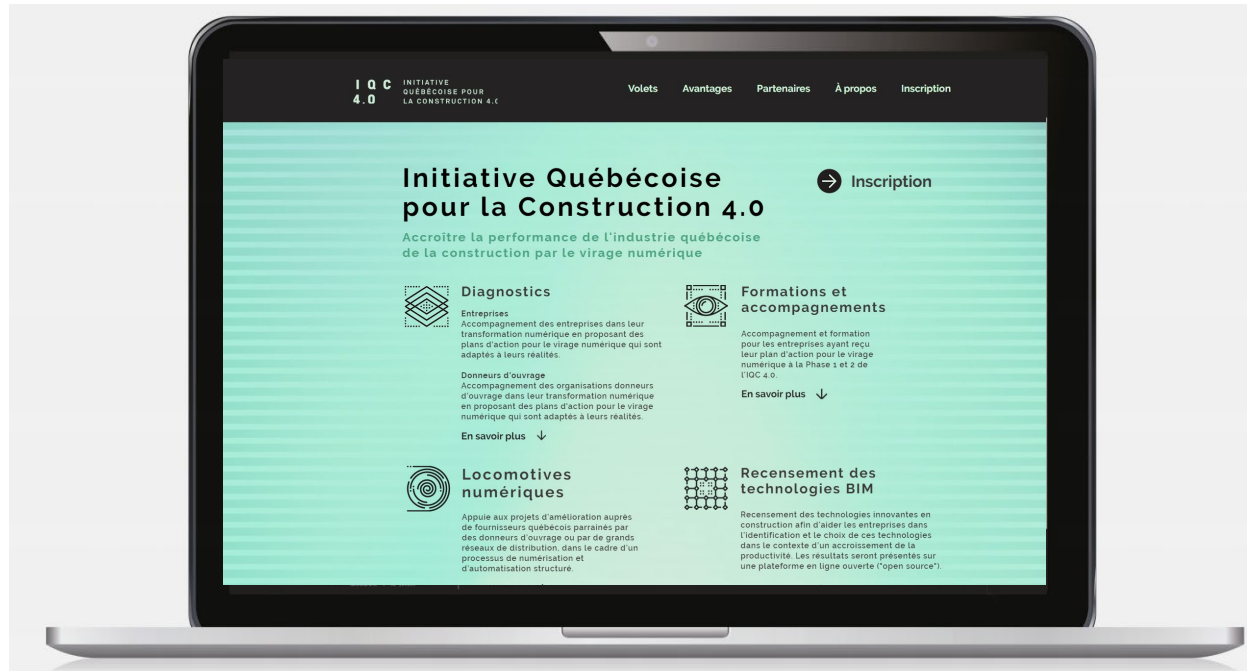 IQC
4.0
INITIATIVE
QUÉBÉCOISE POUR
LA CONSTRUCTION 4.(
Volets
Avantages
Partenaires
À propos
Inscription
Initiative Québécoise
pour la Construction 4.0
Inscription
Accroître la performance de l'industrie québécoise
de la construction par le virage numérique
Diagnostics
Entreprises
Accompagnement des entreprises dans leur
transformation numérique en proposant des
plans d'action pour le virage numérique qui sont
adaptés à leurs réalités.
Donneurs d'ouvrage
Accompagnement des organisations donneurs
d'ouvrage dans leur transformation numérique
en proposant des plans d'action pour le virage
numérique qui sont adaptés à leurs réalités.
En savoir plus
Formations et
accompagnements
Accompagnement et formation
pour les entreprises ayant reçu
leur plan d'action pour le virage
numérique à la Phase 1 et 2 de
l'IQC 4.0.
En savoir plus
Locomotives
numériques
Appuie aux projets d'amélioration auprès
de fournisseurs québécois parrainés par
des donneurs d'ouvrage ou par de grands
réseaux de distribution, dans le cadre d'un
processus de numérisation et
d'automatisation structuré.
Recensement des
technologies BIM
Recensement des technologies innovantes en
construction afin d'aider les entreprises dans
l'identification et le choix de ces technologies
dans le contexte d'un accroissement de la
productivité. Les résultats seront présentés sur
une plateforme en ligne ouverte ("open source").